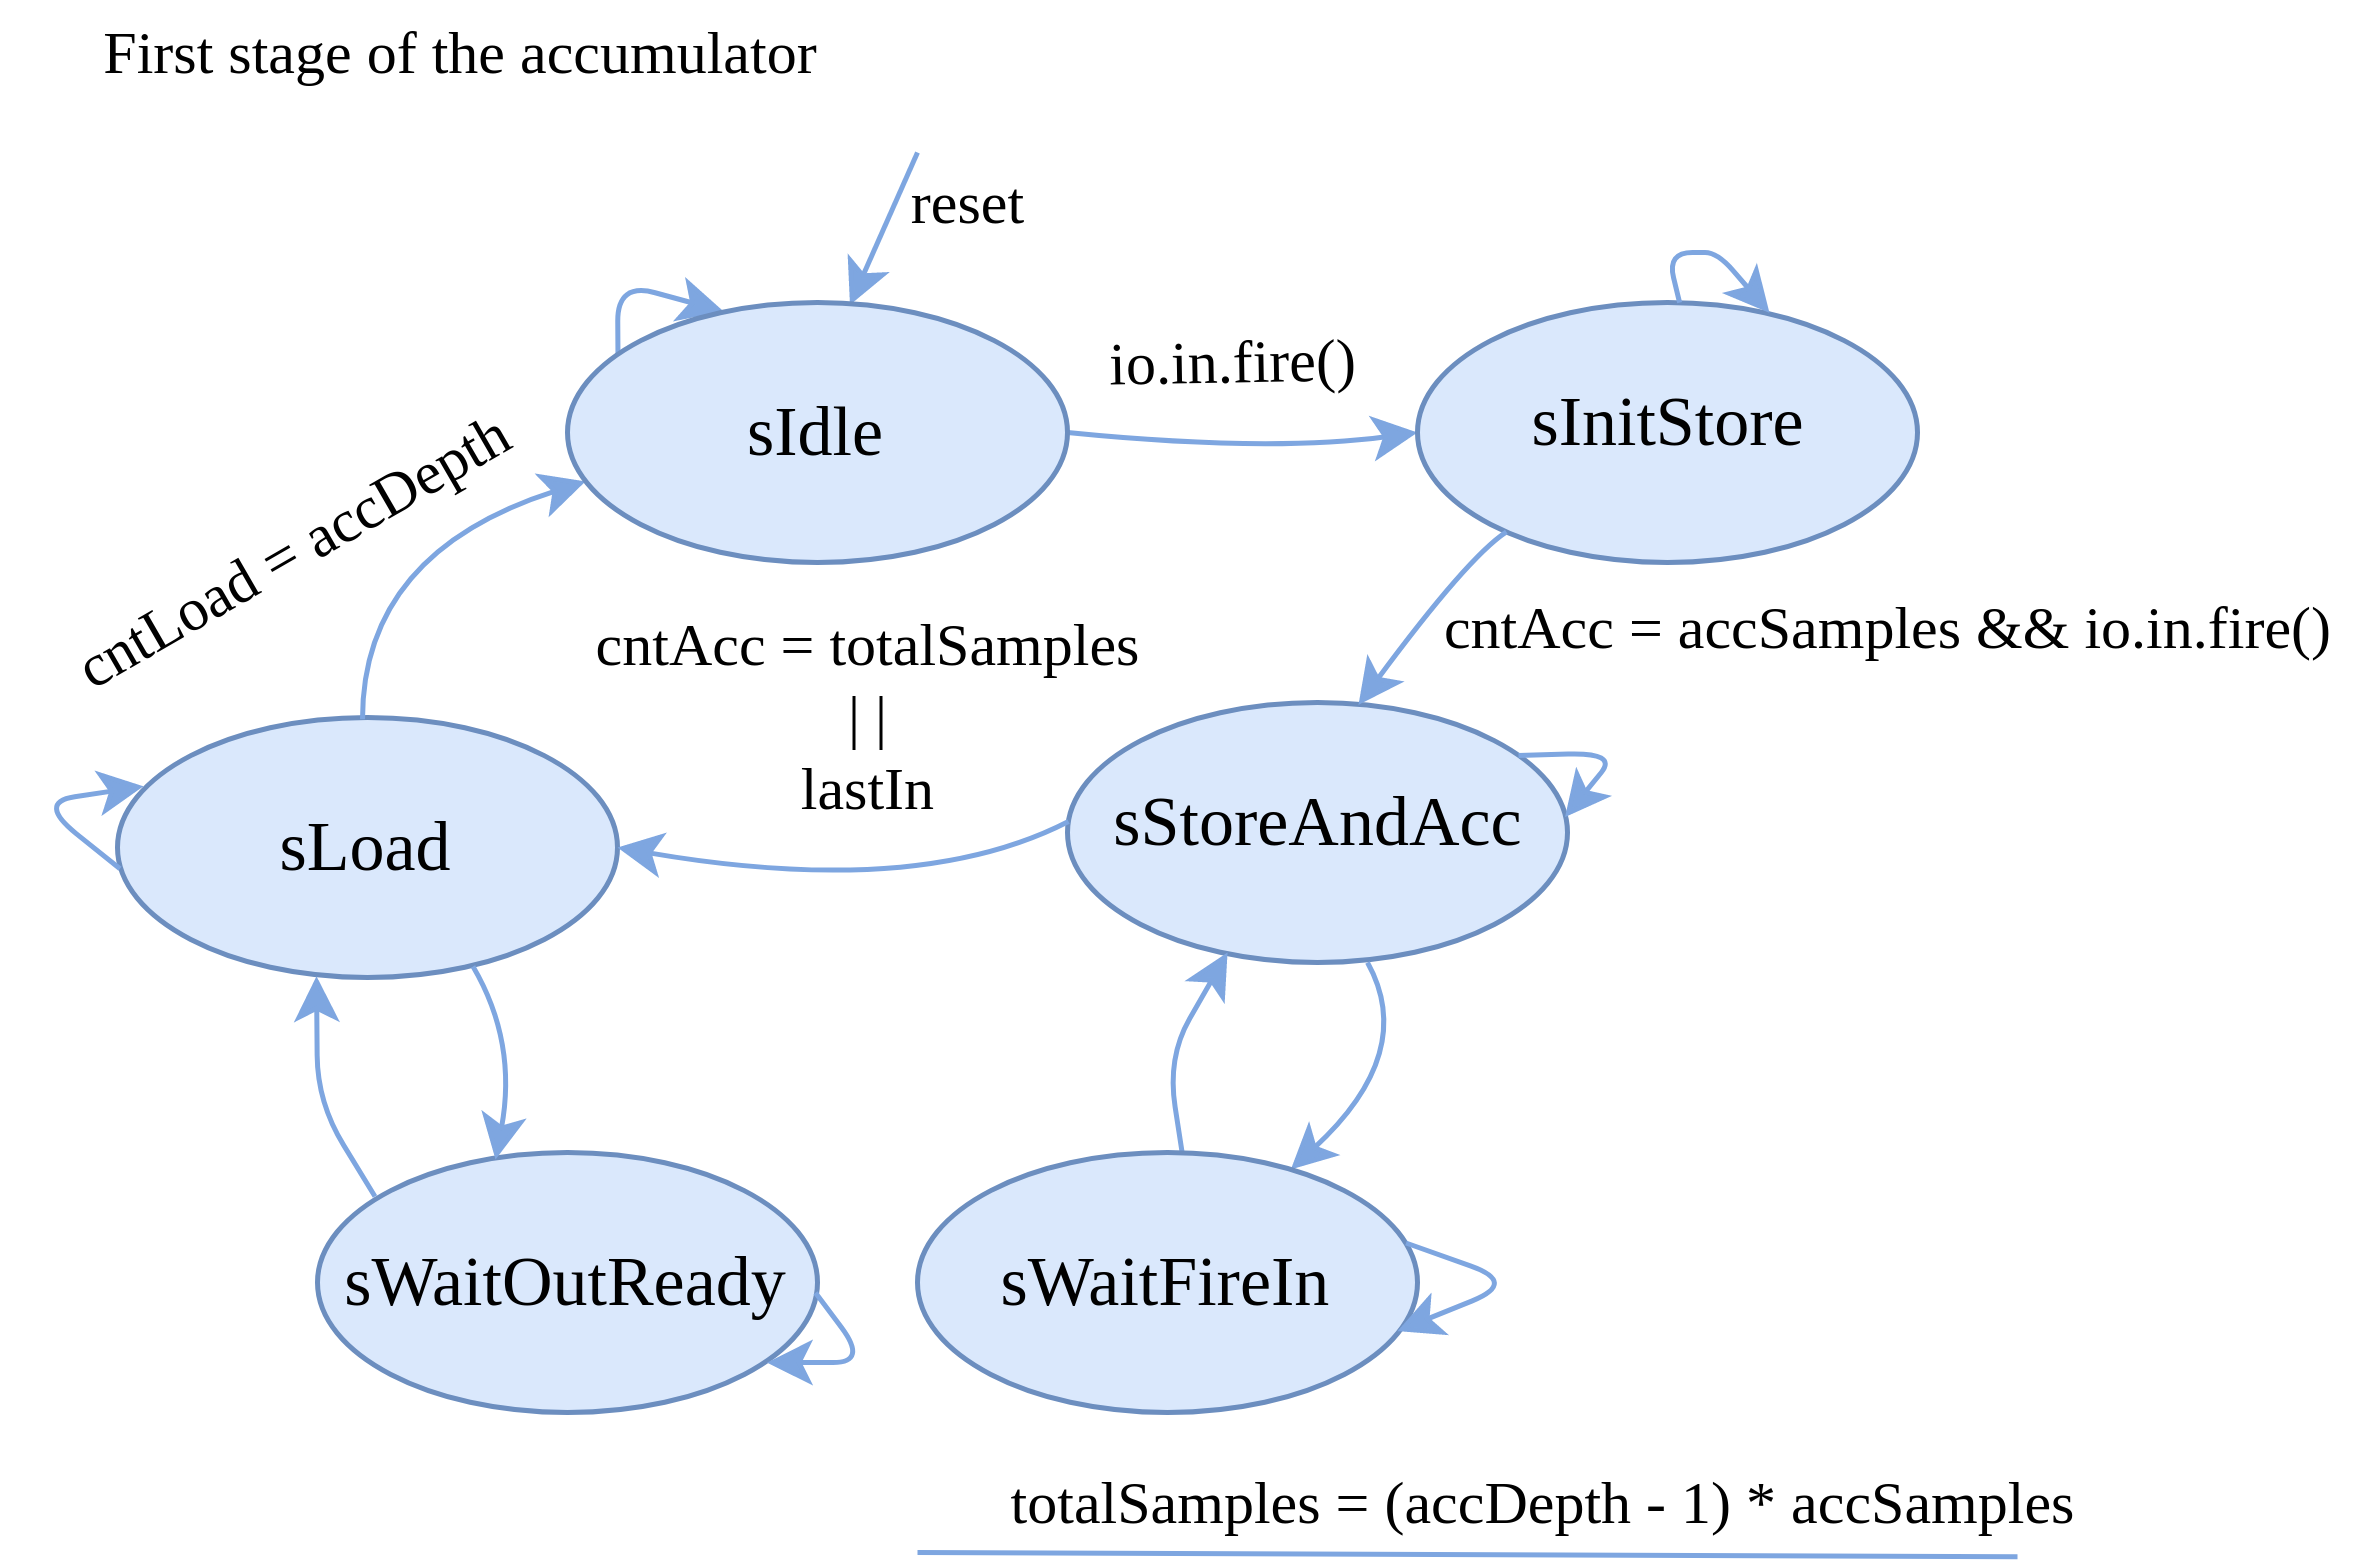 First stage of the accumulator
reset
io.in.fire()
sIdle
sInitStore
cntLoad = accDepth
cntAcc = accSamples && io.in.fire()
cntAcc = totalSamples
| |
lastIn
sStoreAndAcc
sLoad
sWaitOutReady
sWaitFireIn
totalSamples = (accDepth - 1) * accSamples